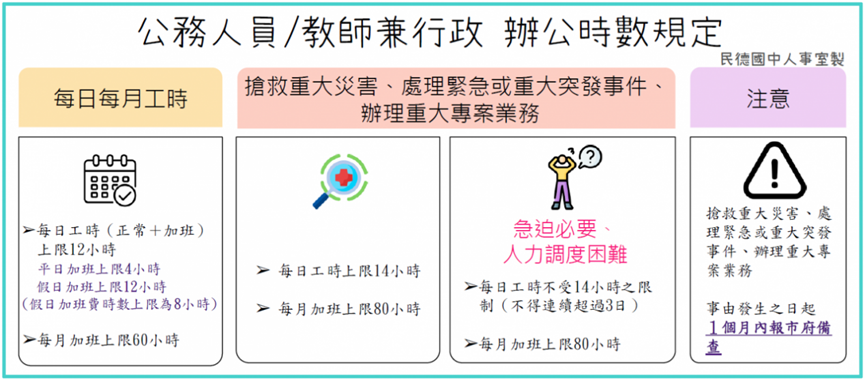 公務人員/教師兼行政 辦公時數規定
民德國中人事室製
每日每月工時
➢每日工時（正常＋加班）
上限12小時
平日加班上限4小時
假日加班上限12小時
(假日加班費時數上限為8小時)
➢每月加班上限60小時
搶救重大災害、處理緊急或重大突發事件、
辦理重大專案業務
➢ 每日工時上限14小時
➢ 每月加班上限80小時
?
急迫必要、
人力調度困難
➢每日工時不受14小時之限
制（不得連續超過3日）
➢每月加班上限80小時
注意
搶救重大災害、處
理緊急或重大突發
事件、辦理重大專
案業務
事由發生之日起
１個月內報市府備
查